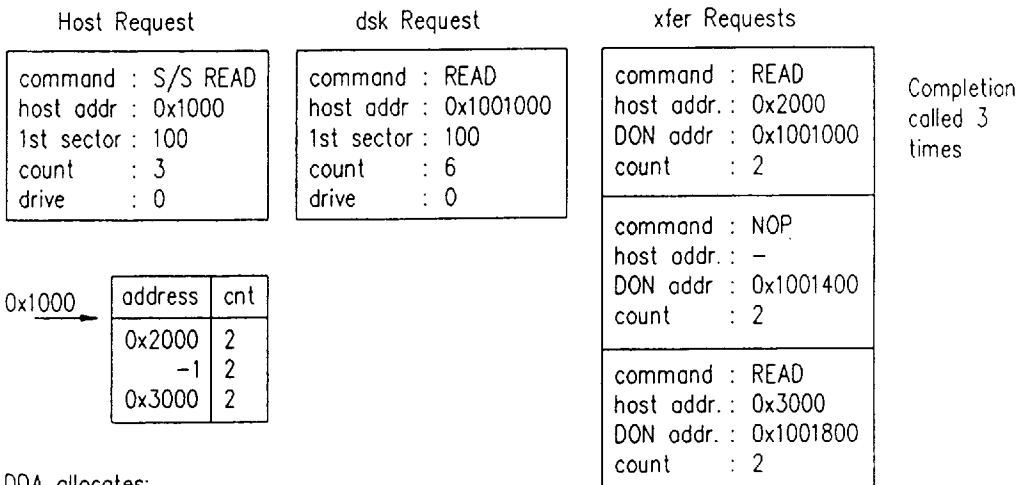 Host Request
command : S/S READ
host addr : 0x1000
1st sector : 100
count : 3
drive : 0
dsk Request
command : READ
host addr : 0x1001000
1st sector : 100
count : 6
drive : 0
xfer Requests
command : READ
host addr. : 0x2000
DON addr : 0x1001000
count : 2
command : NOP
host addr. : –
DON addr : 0x1001400
count : 2
command : READ
host addr. : 0x3000
DON addr. : 0x1001800
count : 2
Completion
called 3
times
0x1000
address cnt
0x2000 2
–1 2
0x3000 2
allocates: